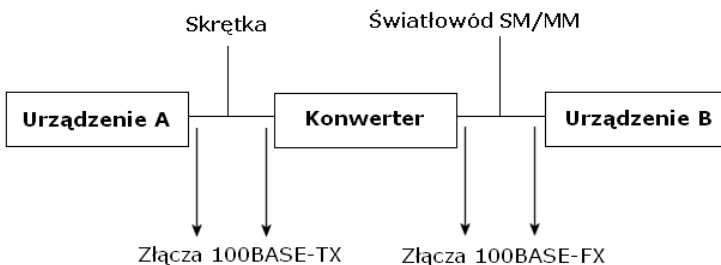 Skrętka
Światłowód SM/MM
Urządzenie A
Konwerter
Urządzenie B
Złącza 100BASE-TX
Złącza 100BASE-FX